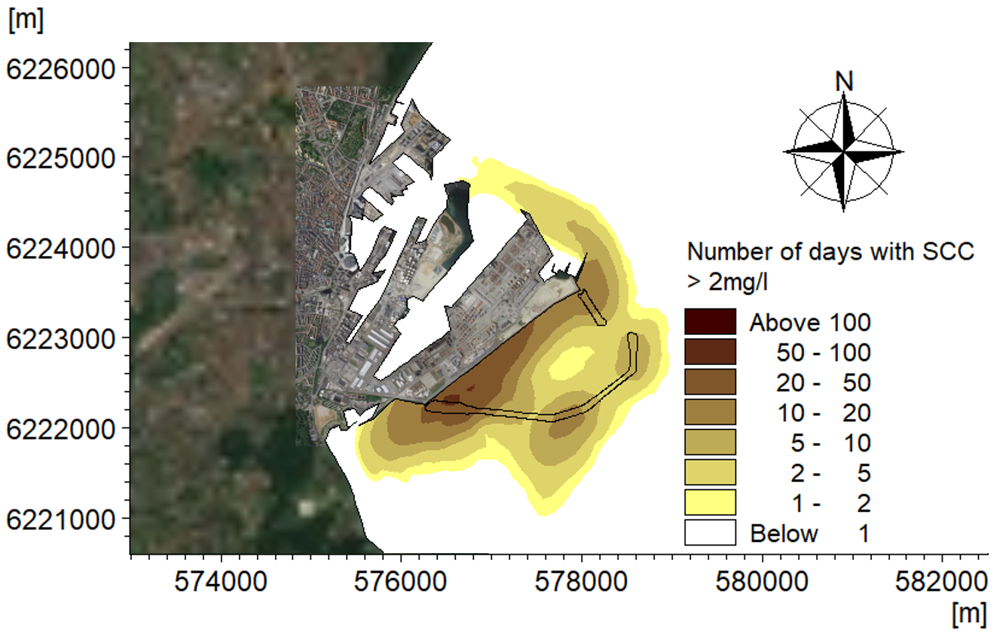 [m]
6226000
6225000
6224000
6223000
6222000
6221000
574000 576000 578000 580000 582000
[m]
N
Number of days with SCC
> 2mg/l
Above 100
50 - 100
20 - 50
10 - 20
5 - 10
2 - 5
1 - 2
Below 1